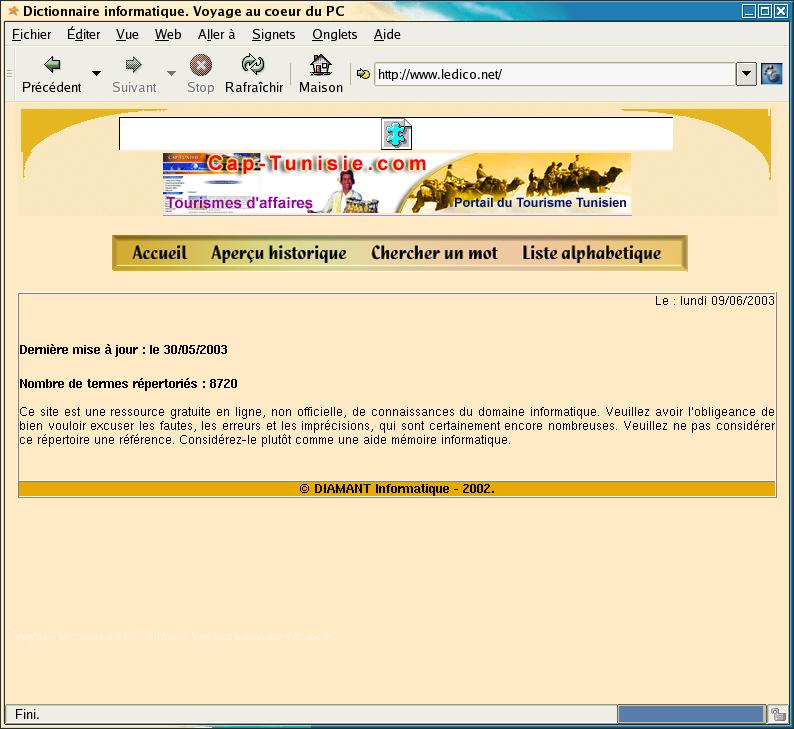 Dictionnaire informatique. Voyage au coeur du PC
Fichier Éditer Vue Web Aller à Signets Onglets Aide
Précédent Suivant Stop Rafraîchir Maison http://www.ledico.net/
Cap-Tunisie.com
Tourismes d'affaires Portail du Tourisme Tunisien
Accueil Aperçu historique Chercher un mot Liste alphabetique
Le : lundi 09/06/2003
Dernière mise à jour : le 30/05/2003
Nombre de termes répertoriés : 8720
Ce site est une ressource gratuite en ligne, non officielle, de connaissances du domaine informatique. Veuillez avoir l'obligeance de
bien vouloir excuser les fautes, les erreurs et les imprécisions, qui sont certainement encore nombreuses. Veuillez ne pas considérer
ce répertoire une référence. Considérez-le plutôt comme une aide mémoire informatique.
© DIAMANT Informatique - 2002.
Voyage au coeur du PC. Tunisie Voyage tourisme vacances
Fini.